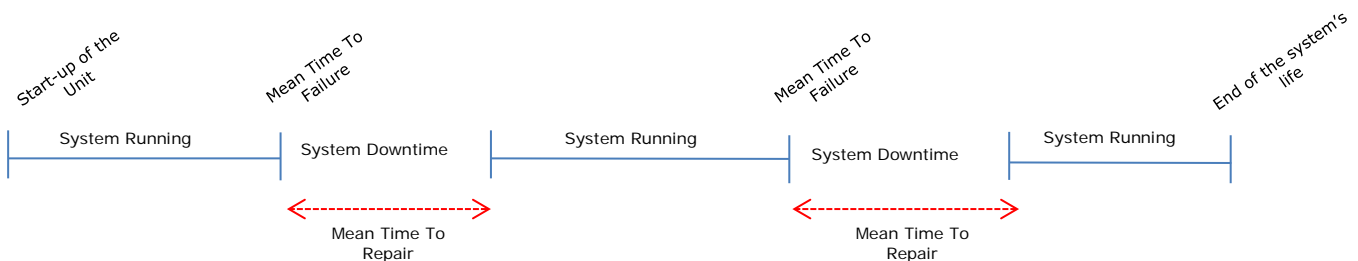 Start-up of the
Unit
Mean Time To
Failure
Mean Time To
Failure
End of the system's
life
System Running
System Downtime
System Running
System Downtime
System Running
Mean Time To
Repair
Mean Time To
Repair